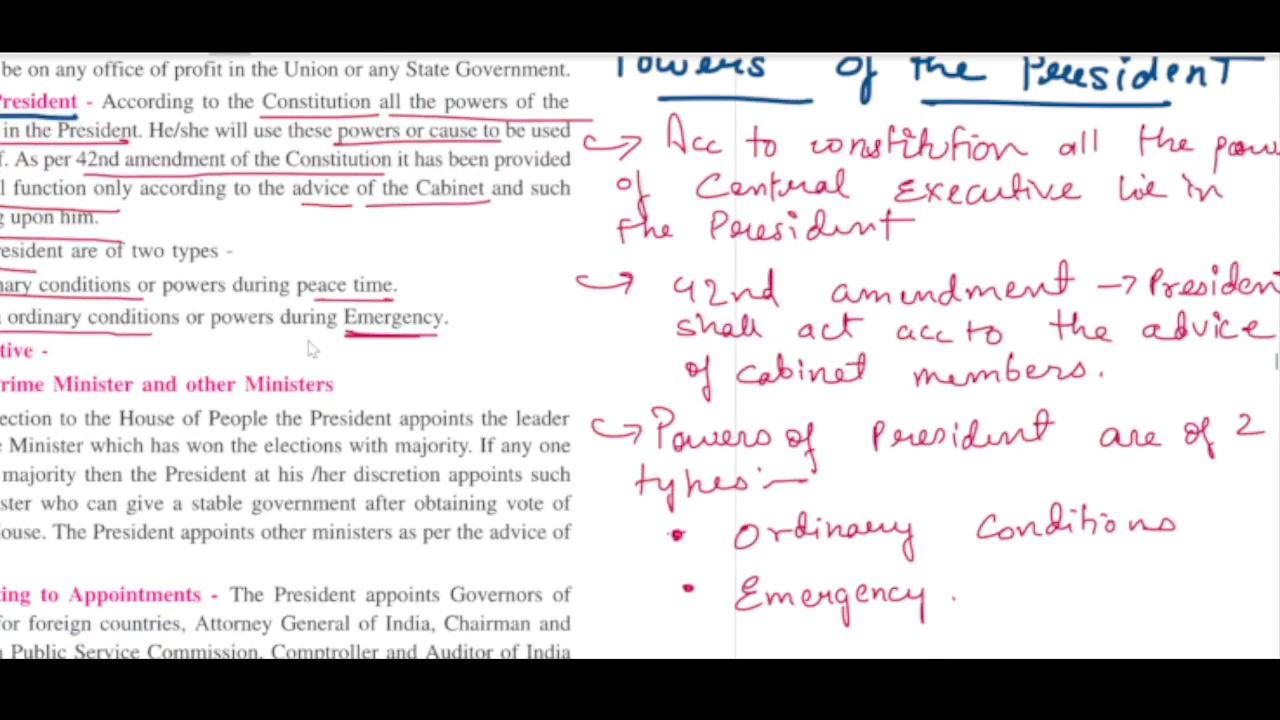 be on any office of profit in the Union or any State Government.
President - According to the Constitution all the powers of the
in the President. He/she will use these powers or cause to be used
As per 42nd amendment of the Constitution it has been provided
function only according to the advice of the Cabinet and such
upon him.
are of two types -
conditions or powers during peace time.
ordinary conditions or powers during Emergency.
Prime Minister and other Ministers
to the House of People the President appoints the leader
Minister which has won the elections with majority. If any one
majority then the President at his /her discretion appoints such
who can give a stable government after obtaining vote of
The President appoints other ministers as per the advice of
to Appointments - The President appoints Governors of
for foreign countries, Attorney General of India, Chairman and
Public Service Commission, Comptroller and Auditor of India
Powers of the President
Acc to constitution all the
of Central Executive lie in
the President
42nd amendment → President
shall act acc to the advice
of cabinet members.
Powers of President are of 2
types :-
• Ordinary conditions
• Emergency.